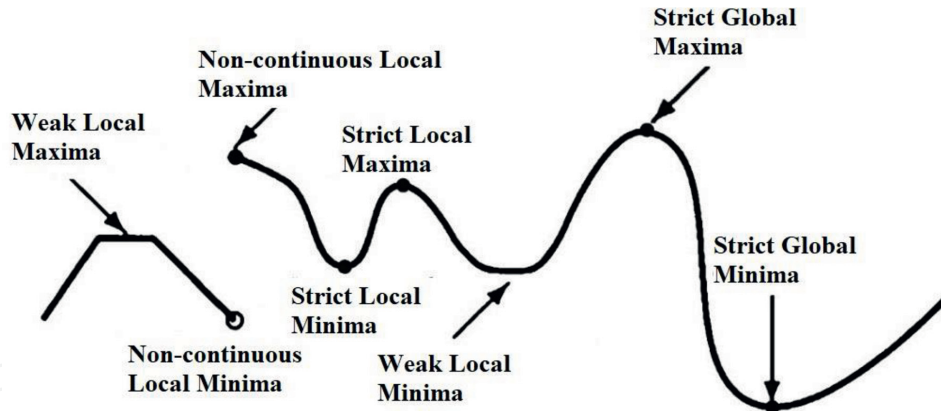 Strict Global
Maxima
Non-continuous Local
Maxima
Weak Local
Maxima
Strict Local
Maxima
Strict Global
Minima
Strict Local
Minima
Non-continuous
Local Minima
Weak Local
Minima